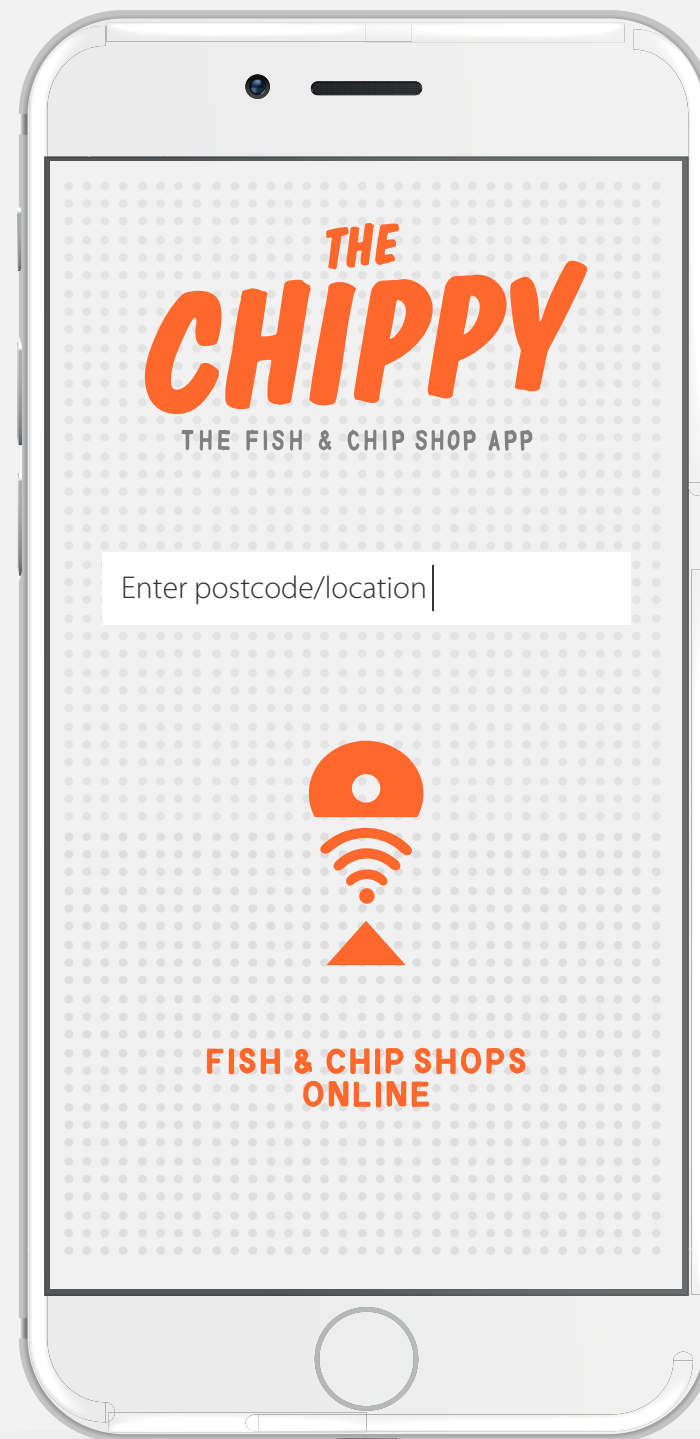 THE
CHIPPY
THE FISH & CHIP SHOP APP
Enter postcode/location
FISH & CHIP SHOPS
ONLINE